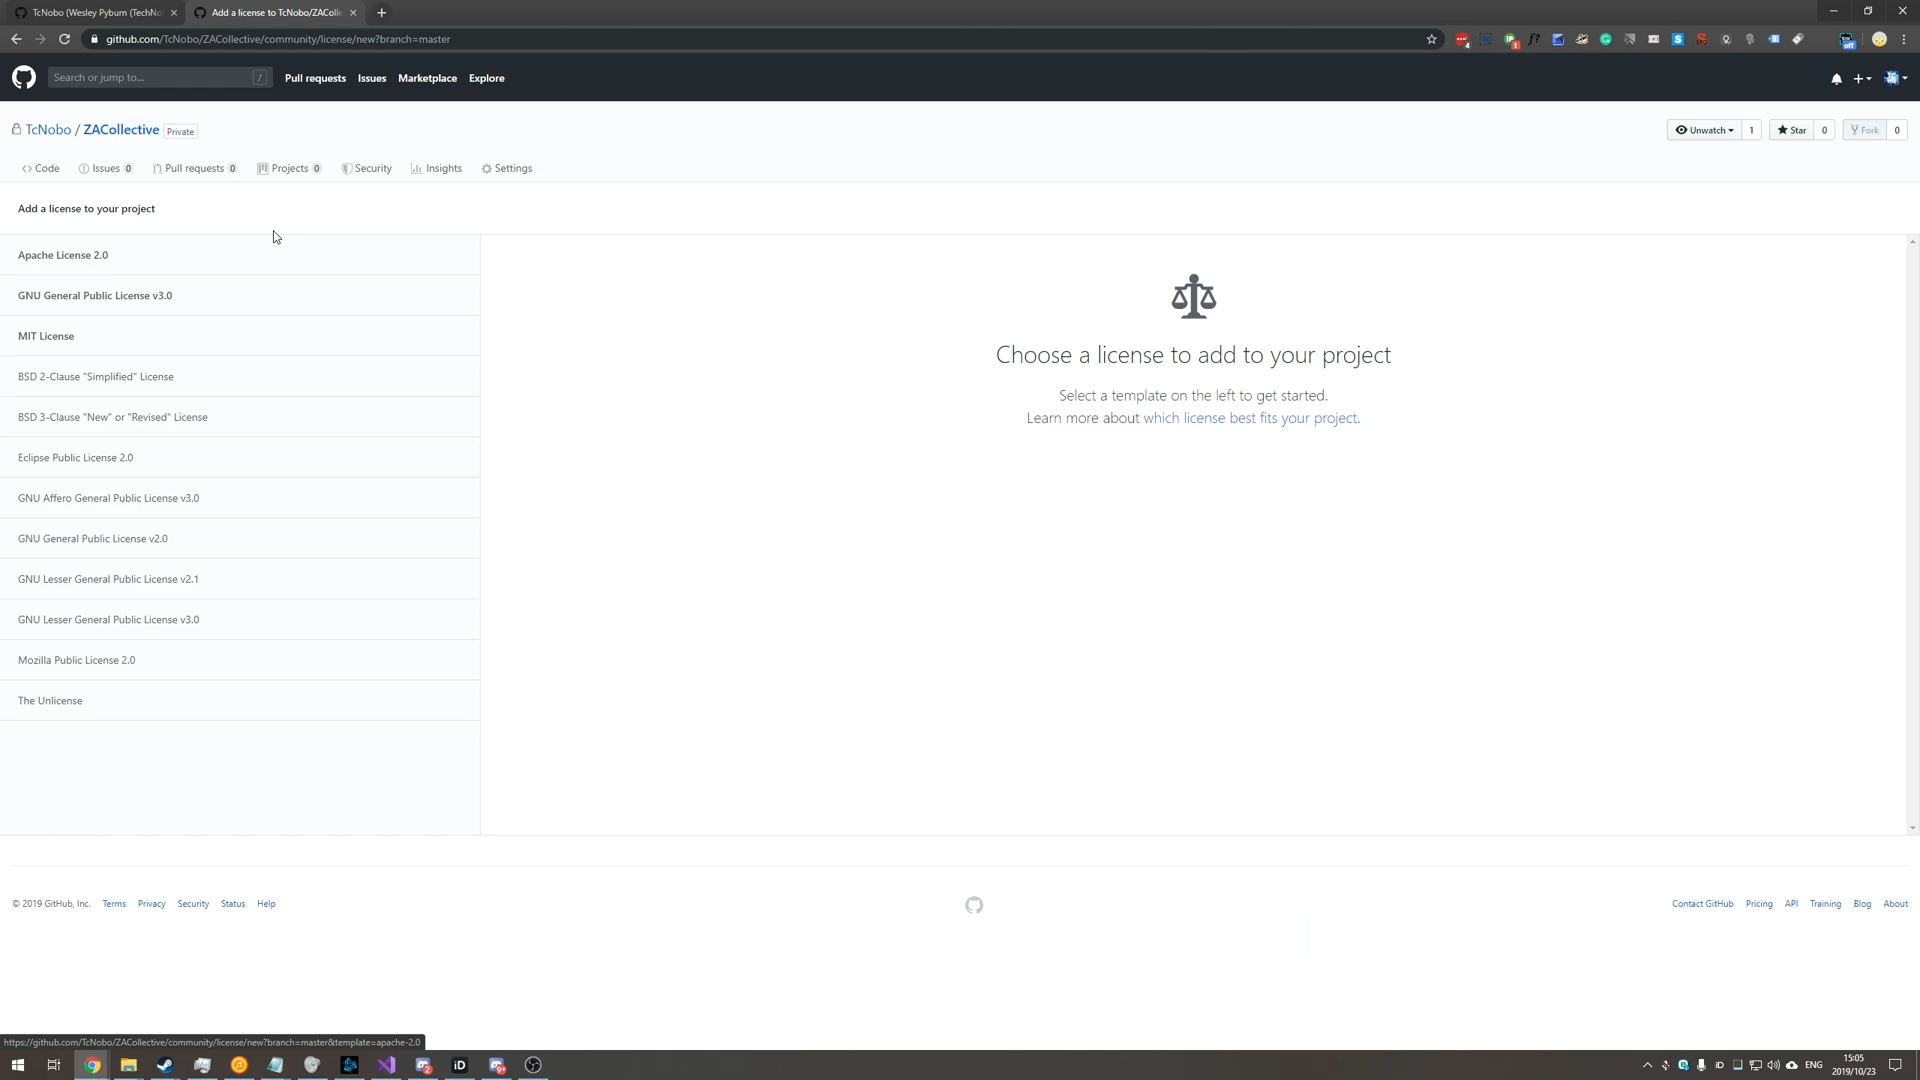 TcNobo (Wesley Pyburn (TechNo
Add a license to TcNobo/ZAColle
github.com/TcNobo/ZACollective/community/license/new?branch=master
Search or jump to...
/
Pull requests
Issues
Marketplace
Explore
TcNobo / ZACollective
Private
Unwatch 1
Star 0
Fork 0
Code
Issues 0
Pull requests 0
Projects 0
Security
Insights
Settings
Add a license to your project
Apache License 2.0
GNU General Public License v3.0
MIT License
BSD 2-Clause "Simplified" License
BSD 3-Clause "New" or "Revised" License
Eclipse Public License 2.0
GNU Affero General Public License v3.0
GNU General Public License v2.0
GNU Lesser General Public License v2.1
GNU Lesser General Public License v3.0
Mozilla Public License 2.0
The Unlicense
Choose a license to add to your project
Select a template on the left to get started.
Learn more about which license best fits your project.
© 2019 GitHub, Inc.
Terms
Privacy
Security
Status
Help
Contact GitHub
Pricing
API
Training
Blog
About
https://github.com/TcNobo/ZACollective/community/license/new?branch=master&template=apache-2.0
iD
ENG
15:05
2019/10/23